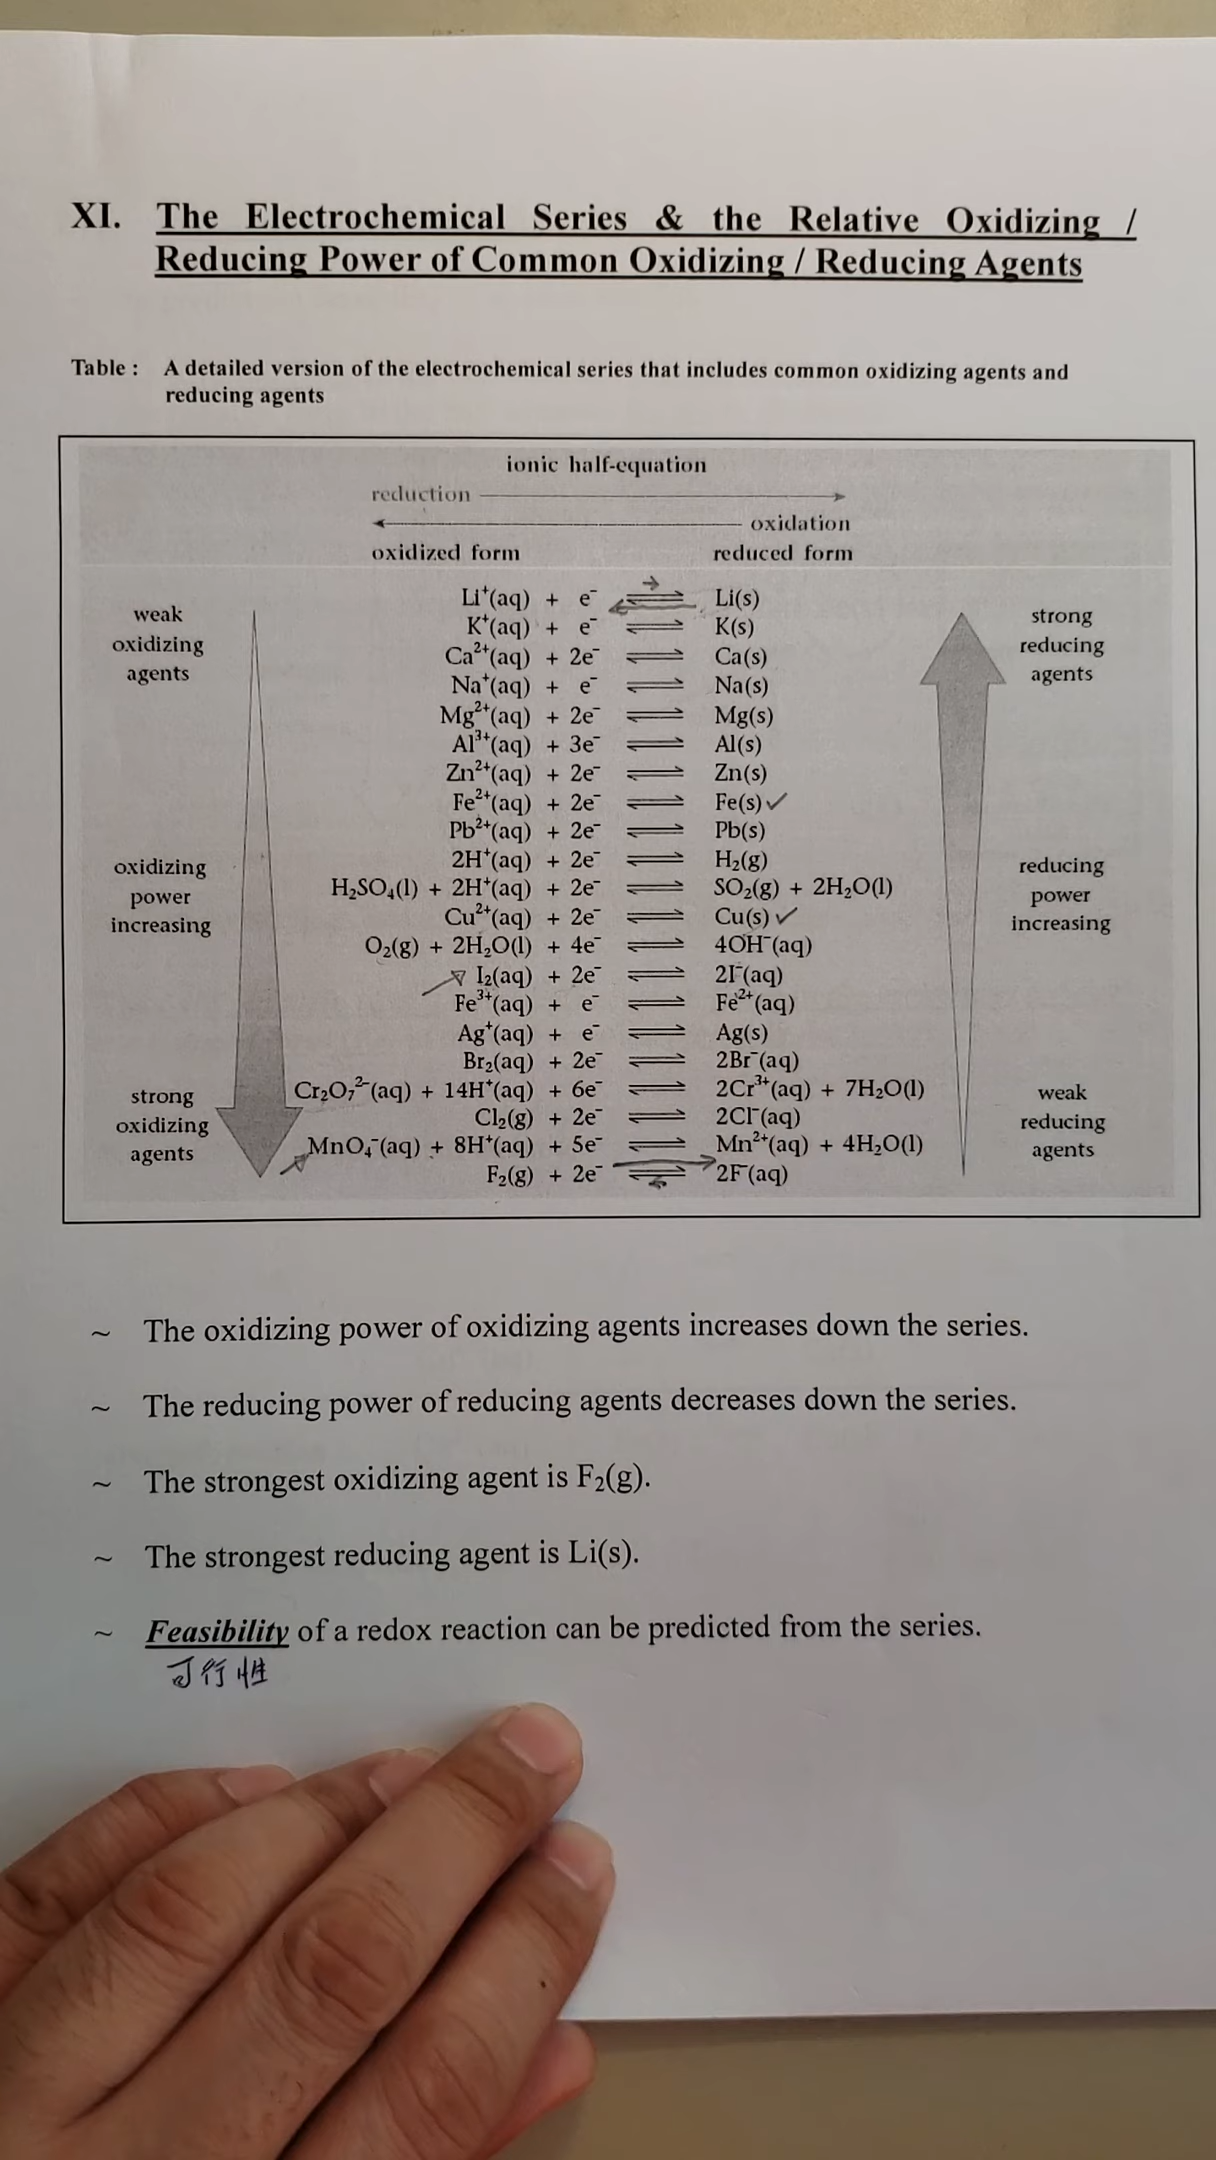 XI. The Electrochemical Series & the Relative Oxidizing /
Reducing Power of Common Oxidizing / Reducing Agents
Table : A detailed version of the electrochemical series that includes common oxidizing agents and
reducing agents
ionic half-equation
reduction
oxidation
oxidized form reduced form
weak
oxidizing
agents
oxidizing
power
increasing
strong
oxidizing
agents
Li⁺(aq) + e⁻ ⇌ Li(s)
K⁺(aq) + e⁻ ⇌ K(s)
Ca²⁺(aq) + 2e⁻ ⇌ Ca(s)
Na⁺(aq) + e⁻ ⇌ Na(s)
Mg²⁺(aq) + 2e⁻ ⇌ Mg(s)
Al³⁺(aq) + 3e⁻ ⇌ Al(s)
Zn²⁺(aq) + 2e⁻ ⇌ Zn(s)
Fe²⁺(aq) + 2e⁻ ⇌ Fe(s) ✓
Pb²⁺(aq) + 2e⁻ ⇌ Pb(s)
2H⁺(aq) + 2e⁻ ⇌ H₂(g)
H₂SO₄(l) + 2H⁺(aq) + 2e⁻ ⇌ SO₂(g) + 2H₂O(l)
Cu²⁺(aq) + 2e⁻ ⇌ Cu(s) ✓
O₂(g) + 2H₂O(l) + 4e⁻ ⇌ 4OH⁻(aq)
I₂(aq) + 2e⁻ ⇌ 2I⁻(aq)
Fe³⁺(aq) + e⁻ ⇌ Fe²⁺(aq)
Ag⁺(aq) + e⁻ ⇌ Ag(s)
Br₂(aq) + 2e⁻ ⇌ 2Br⁻(aq)
Cr₂O₇²⁻(aq) + 14H⁺(aq) + 6e⁻ ⇌ 2Cr³⁺(aq) + 7H₂O(l)
Cl₂(g) + 2e⁻ ⇌ 2Cl⁻(aq)
MnO₄⁻(aq) + 8H⁺(aq) + 5e⁻ ⇌ Mn²⁺(aq) + 4H₂O(l)
F₂(g) + 2e⁻ ⇌ 2F⁻(aq)
strong
reducing
agents
reducing
power
increasing
weak
reducing
agents
~ The oxidizing power of oxidizing agents increases down the series.
~ The reducing power of reducing agents decreases down the series.
~ The strongest oxidizing agent is F₂(g).
~ The strongest reducing agent is Li(s).
~ Feasibility of a redox reaction can be predicted from the series.
可行性